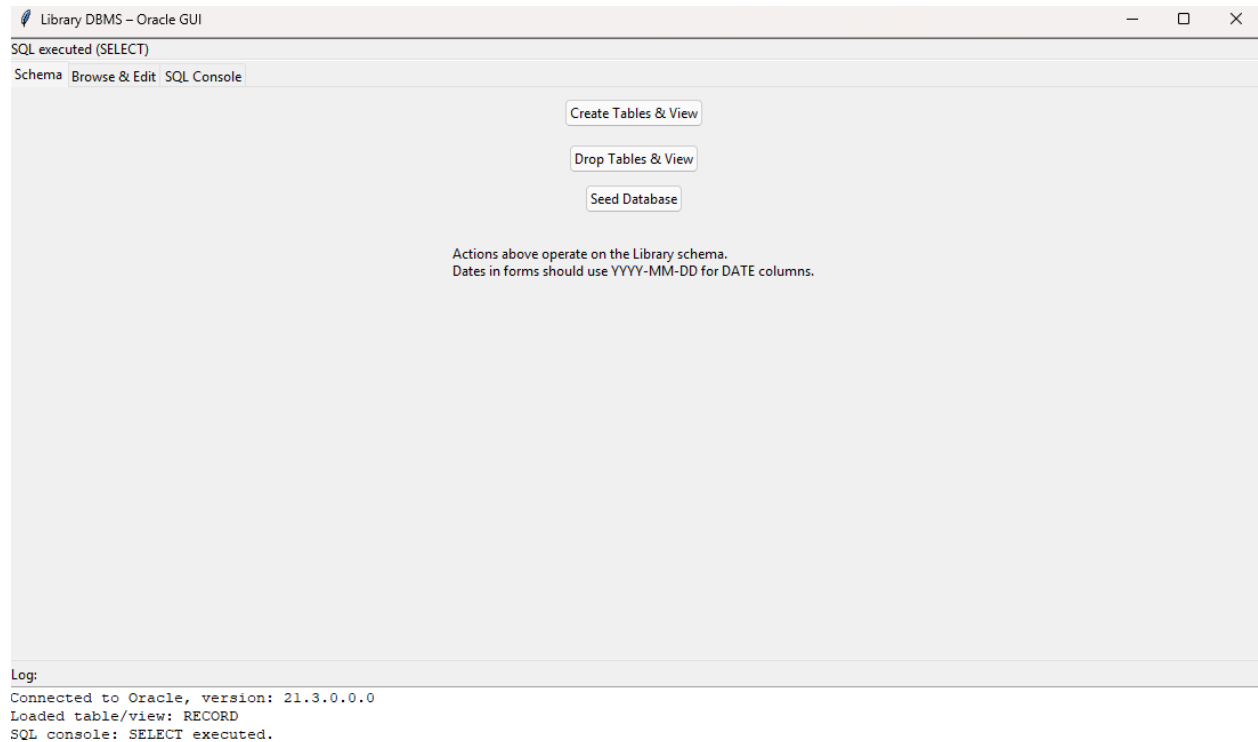 Library DBMS – Oracle GUI
SQL executed (SELECT)
Schema Browse & Edit SQL Console
Create Tables & View
Drop Tables & View
Seed Database
Actions above operate on the Library schema.
Dates in forms should use YYYY-MM-DD for DATE columns.
Log:
Connected to Oracle, version: 21.3.0.0.0
Loaded table/view: RECORD
SQL console: SELECT executed.